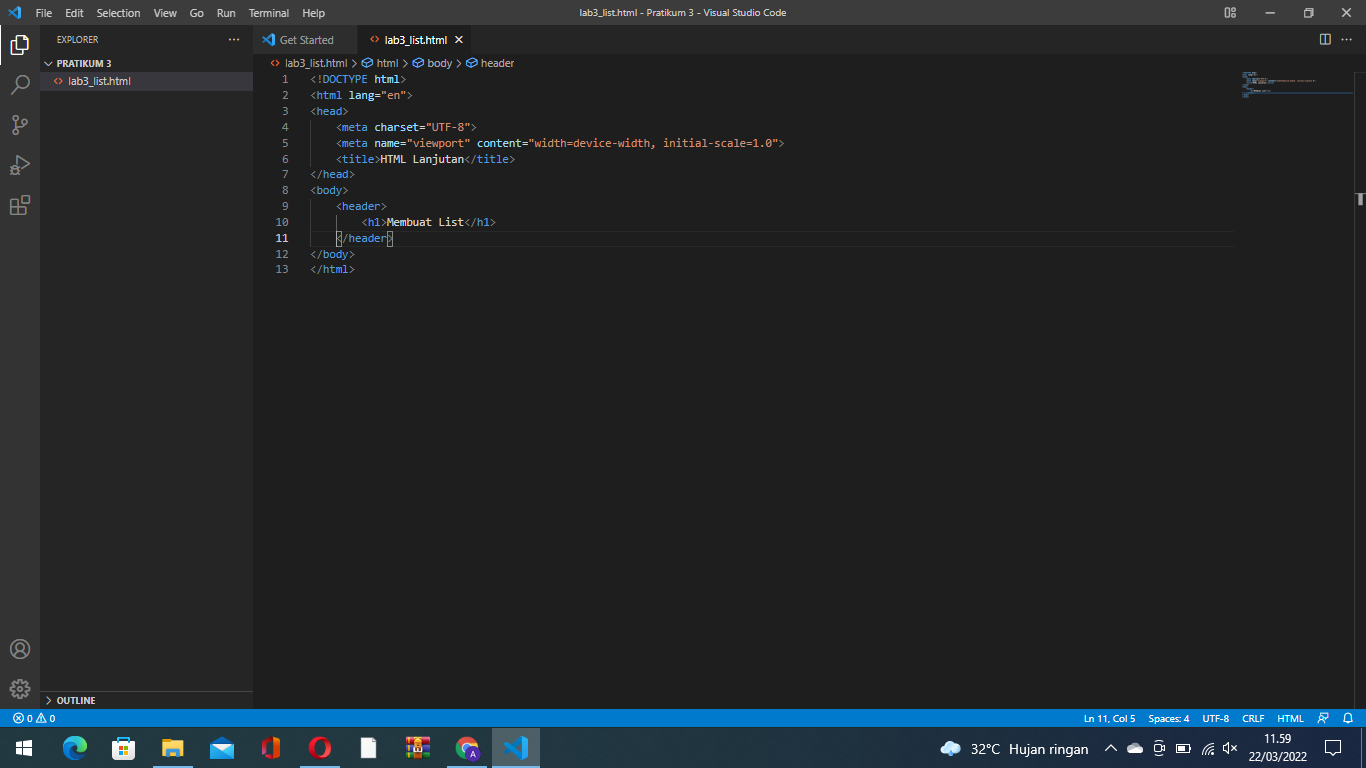 File Edit Selection View Go Run Terminal Help
lab3_list.html - Pratikum 3 - Visual Studio Code
EXPLORER
PRATIKUM 3
lab3_list.html
OUTLINE
Get Started
lab3_list.html
lab3_list.html > html > body > header
1 <!DOCTYPE html>
2 <html lang="en">
3 <head>
4 <meta charset="UTF-8">
5 <meta name="viewport" content="width=device-width, initial-scale=1.0">
6 <title>HTML Lanjutan</title>
7 </head>
8 <body>
9 <header>
10 <h1>Membuat List</h1>
11 </header>
12 </body>
13 </html>
0 0
Ln 11, Col 5 Spaces: 4 UTF-8 CRLF HTML
A
32°C Hujan ringan
11.59
22/03/2022